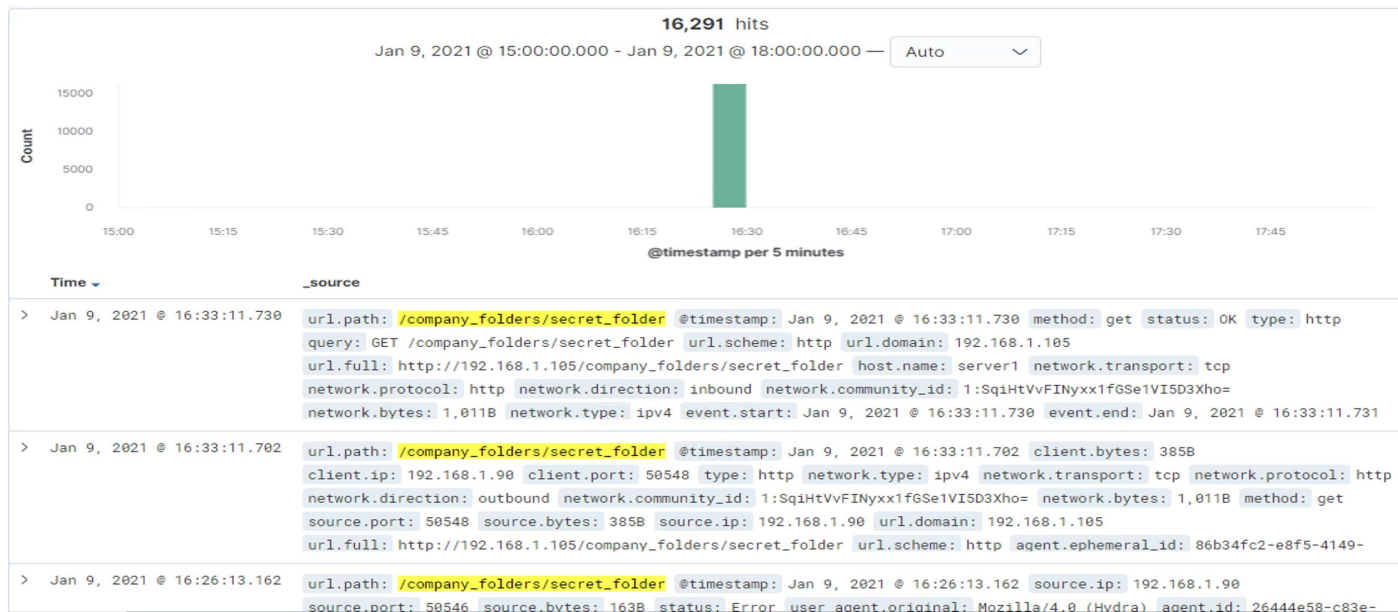 16,291 hits
Jan 9, 2021 @ 15:00:00.000 - Jan 9, 2021 @ 18:00:00.000 — Auto
15000
10000
5000
0
Count
15:00 15:15 15:30 15:45 16:00 16:15 16:30 16:45 17:00 17:15 17:30 17:45
@timestamp per 5 minutes
Time _source
Jan 9, 2021 @ 16:33:11.730 url.path: /company_folders/secret_folder @timestamp: Jan 9, 2021 @ 16:33:11.730 method: get status: OK type: http
query: GET /company_folders/secret_folder url.scheme: http url.domain: 192.168.1.105
url.full: http://192.168.1.105/company_folders/secret_folder host.name: server1 network.transport: tcp
network.protocol: http network.direction: inbound network.community_id: 1:SqiHtVvFINyxx1fGSe1VI5D3Xho=
network.bytes: 1,011B network.type: ipv4 event.start: Jan 9, 2021 @ 16:33:11.730 event.end: Jan 9, 2021 @ 16:33:11.731
Jan 9, 2021 @ 16:33:11.702 url.path: /company_folders/secret_folder @timestamp: Jan 9, 2021 @ 16:33:11.702 client.bytes: 385B
client.ip: 192.168.1.90 client.port: 50548 type: http network.type: ipv4 network.transport: tcp network.protocol: http
network.direction: outbound network.community_id: 1:SqiHtVvFINyxx1fGSe1VI5D3Xho= network.bytes: 1,011B method: get
source.port: 50548 source.bytes: 385B source.ip: 192.168.1.90 url.domain: 192.168.1.105
url.full: http://192.168.1.105/company_folders/secret_folder url.scheme: http agent.ephemeral_id: 86b34fc2-e8f5-4149-
Jan 9, 2021 @ 16:26:13.162 url.path: /company_folders/secret_folder @timestamp: Jan 9, 2021 @ 16:26:13.162 source.ip: 192.168.1.90
source.port: 50546 source.bytes: 163B status: Error user_agent.original: Mozilla/4.0 (Hydra) agent.id: 26444e58-c83e-